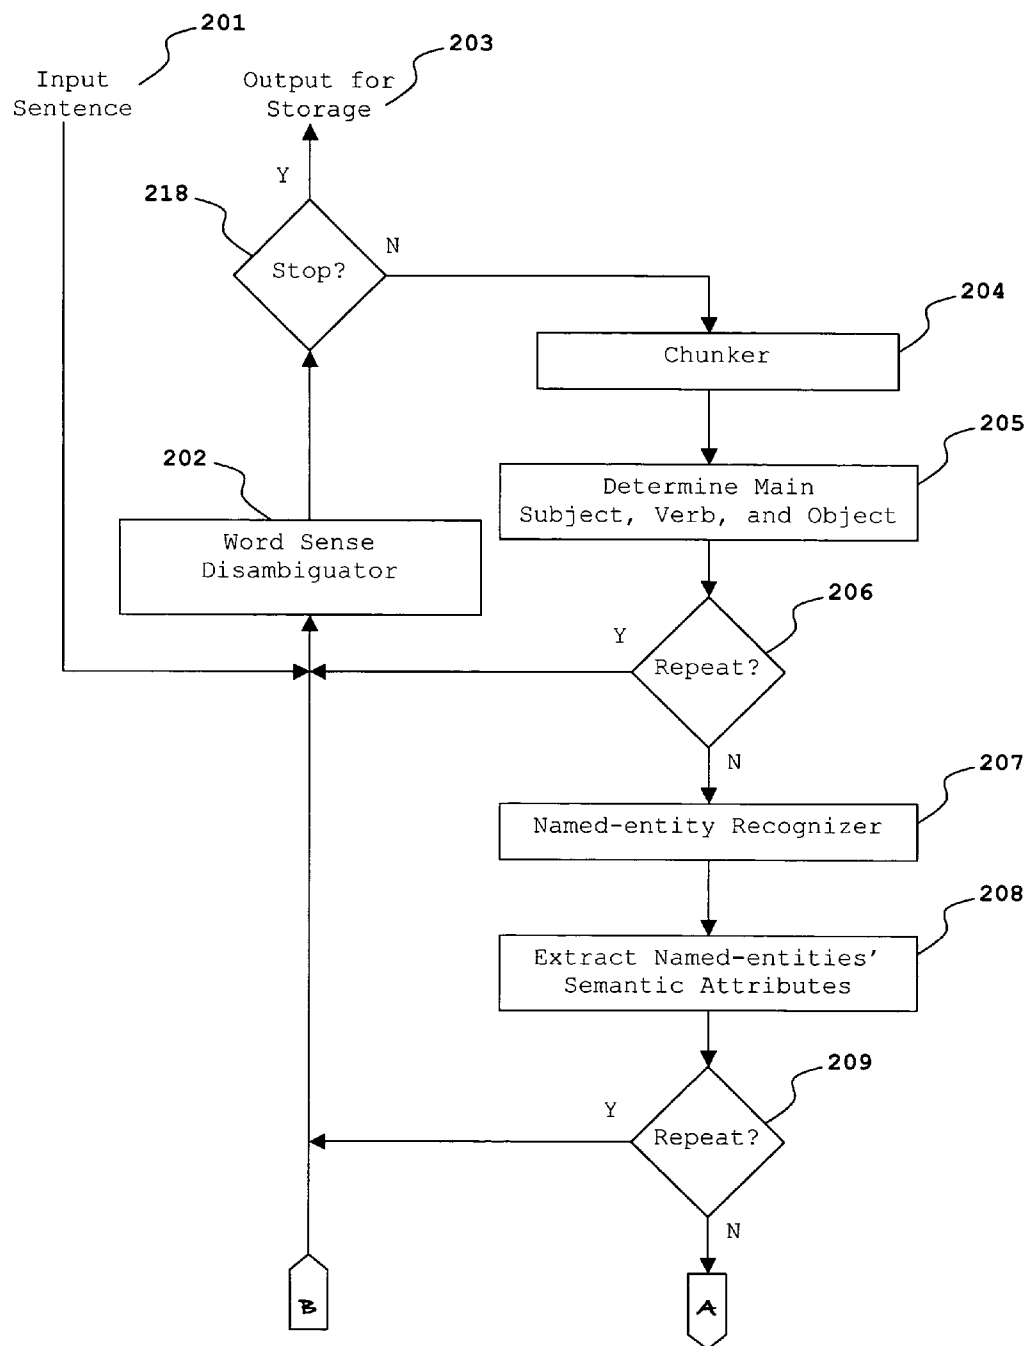 201
203
Input
Sentence
Output for
Storage
Y
218
N
Stop?
204
Chunker
205
202
Determine Main
Subject, Verb, and Object
Word Sense
Disambiguator
206
Y
Repeat?
N
207
Named-entity Recognizer
208
Extract Named-entities'
Semantic Attributes
209
Y
Repeat?
N
B
A